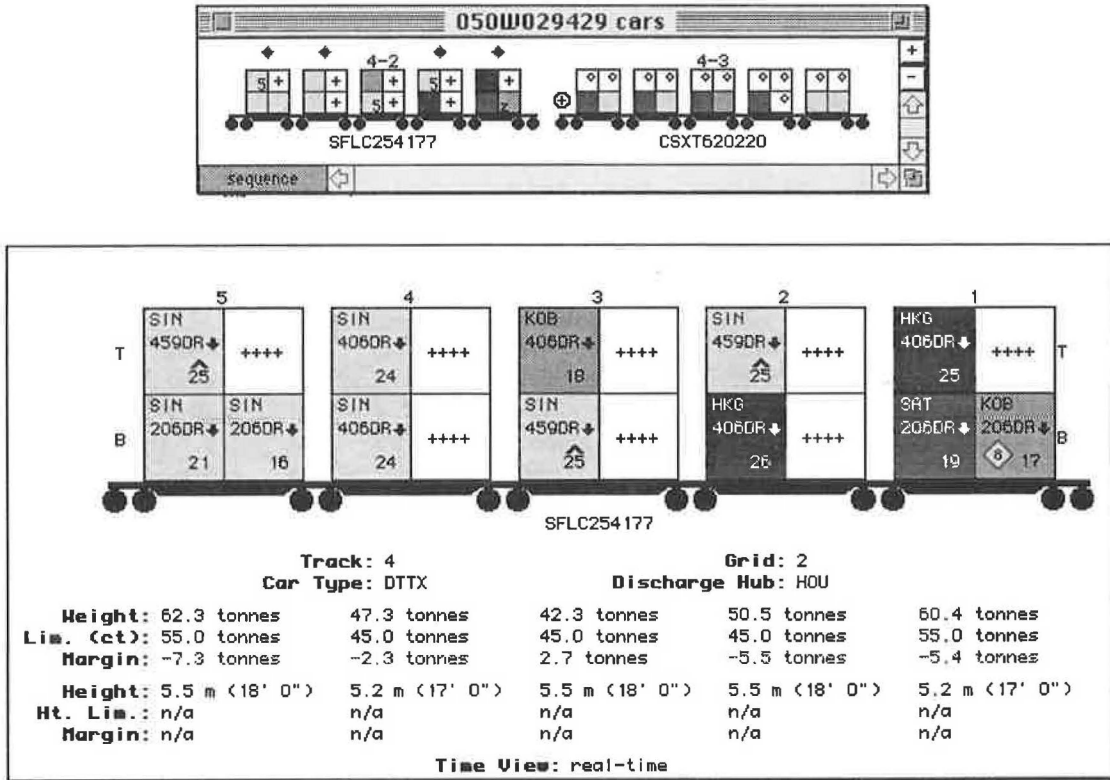 050W029429 cars
4-2 4-3
5 + + + 5 + +
+ 5 + + z
SFLC254177 CSXT620220
sequence
5 4 3 2 1
SIN SIN KOB SIN HKG
T 459DR ++++ 406DR ++++ 406DR ++++ 459DR ++++ 406DR ++++ T
25 24 18 25 25
SIN SIN SIN SIN HKG SAT KOB
B 206DR 206DR 406DR ++++ 459DR ++++ 406DR ++++ 206DR 206DR B
21 16 24 25 26 19 8 17
SFLC254177
Track: 4 Grid: 2
Car Type: DTTX Discharge Hub: HOU
Weight: 62.3 tonnes 47.3 tonnes 42.3 tonnes 50.5 tonnes 60.4 tonnes
Lim. (ct): 55.0 tonnes 45.0 tonnes 45.0 tonnes 45.0 tonnes 55.0 tonnes
Margin: -7.3 tonnes -2.3 tonnes 2.7 tonnes -5.5 tonnes -5.4 tonnes
Height: 5.5 m (18' 0") 5.2 m (17' 0") 5.5 m (18' 0") 5.5 m (18' 0") 5.2 m (17' 0")
Ht. Lim.: n/a n/a n/a n/a n/a
Margin: n/a n/a n/a n/a n/a
Time View: real-time